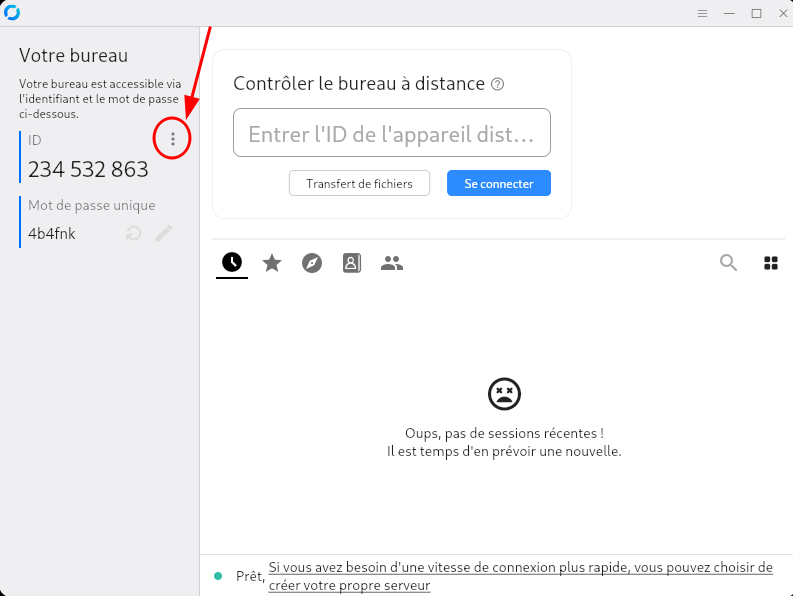 Votre bureau
Votre bureau est accessible via
l'identifiant et le mot de passe
ci-dessous.
ID
234 532 863
Mot de passe unique
4b4fnk
Contrôler le bureau à distance
Entrer l'ID de l'appareil dist...
Transfert de fichiers
Se connecter
Oups, pas de sessions récentes !
Il est temps d'en prévoir une nouvelle.
Prêt, Si vous avez besoin d'une vitesse de connexion plus rapide, vous pouvez choisir de
créer votre propre serveur